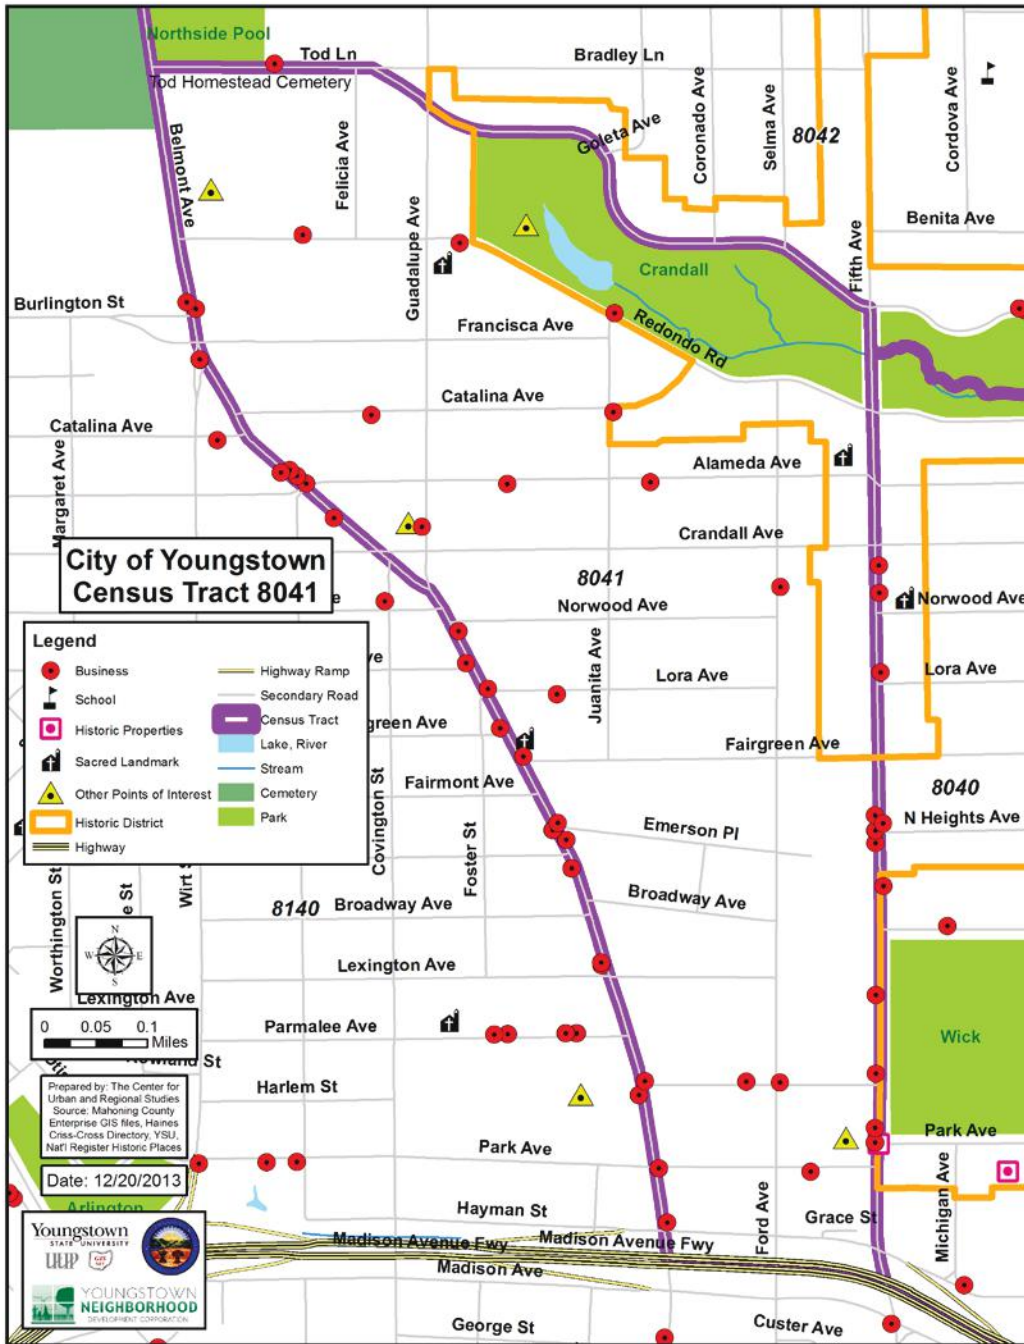 Northside Pool
Tod Ln
Bradley Ln
Tod Homestead Cemetery
Goleta Ave
Coronado Ave
Selma Ave
8042
Cordova Ave
Belmont Ave
Felicia Ave
Guadalupe Ave
Benita Ave
Fifth Ave
Crandall
Burlington St
Francisca Ave
Redondo Rd
Catalina Ave
Catalina Ave
Margaret Ave
Alameda Ave
Crandall Ave
City of Youngstown
Census Tract 8041
8041
Norwood Ave
Norwood Ave
Juanita Ave
Lora Ave
Lora Ave
Legend
Business
School
Historic Properties
Sacred Landmark
Other Points of Interest
Historic District
Highway
Highway Ramp
Secondary Road
Census Tract
Lake, River
Stream
Cemetery
Park
green Ave
Fairgreen Ave
Fairmont Ave
8040
N Heights Ave
Emerson Pl
Covington St
Foster St
Wirt S
Worthington St
e St
8140
Broadway Ave
Broadway Ave
N
W E
S
Lexington Ave
Lexington Ave
0 0.05 0.1
Miles
Parmalee Ave
Wick
Rowland St
Harlem St
Prepared by: The Center for
Urban and Regional Studies
Source: Mahoning County
Enterprise GIS files, Haines
Criss-Cross Directory, YSU,
Nat'l Register Historic Places
Park Ave
Park Ave
Date: 12/20/2013
Arlington
Hayman St
Ford Ave
Grace St
Michigan Ave
Madison Avenue Fwy
Madison Avenue Fwy
Madison Ave
Youngstown
STATE UNIVERSITY
YOUNGSTOWN
NEIGHBORHOOD
DEVELOPMENT CORPORATION
George St
Custer Ave